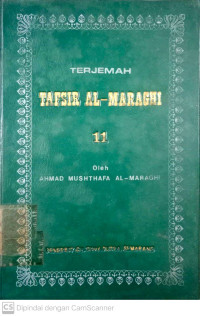 TERJEMAH
TAFSIR AL-MARAGHI
11
Oleh
AHMAD MUSHTHAFA AL-MARAGHI
CS Dipindai dengan CamScanner